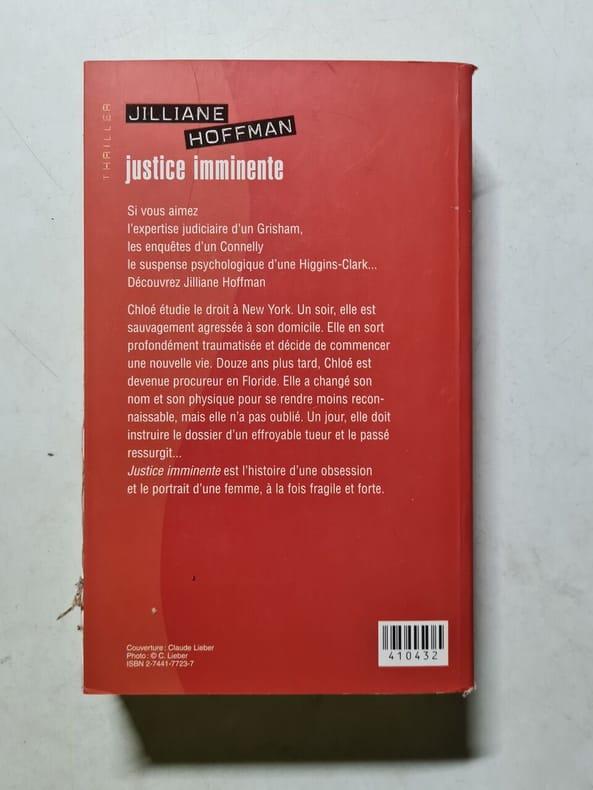 THRILLER
JILLIANE
HOFFMAN
justice imminente
Si vous aimez
l'expertise judiciaire d'un Grisham,
les enquêtes d'un Connelly
le suspense psychologique d'une Higgins-Clark...
Découvrez Jilliane Hoffman
Chloé étudie le droit à New York. Un soir, elle est
sauvagement agressée à son domicile. Elle en sort
profondément traumatisée et décide de commencer
une nouvelle vie. Douze ans plus tard, Chloé est
devenue procureur en Floride. Elle a changé son
nom et son physique pour se rendre moins recon-
naissable, mais elle n'a pas oublié. Un jour, elle doit
instruire le dossier d'un effroyable tueur et le passé
ressurgit...
Justice imminente est l'histoire d'une obsession
et le portrait d'une femme, à la fois fragile et forte.
Couverture : Claude Lieber
Photo : © C. Lieber
ISBN 2-7441-7723-7
410432